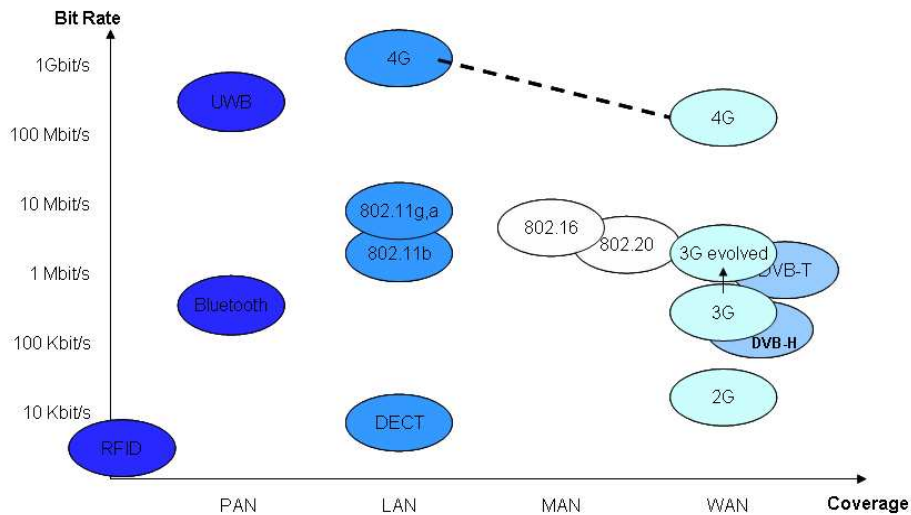 Bit Rate
1Gbit/s
4G
UWB
4G
100 Mbit/s
10 Mbit/s
802.11g,a
802.16
802.20
802.11b
3G evolved
DVB-T
1 Mbit/s
Bluetooth
3G
100 Kbit/s
DVB-H
2G
10 Kbit/s
DECT
RFID
PAN
LAN
MAN
WAN
Coverage